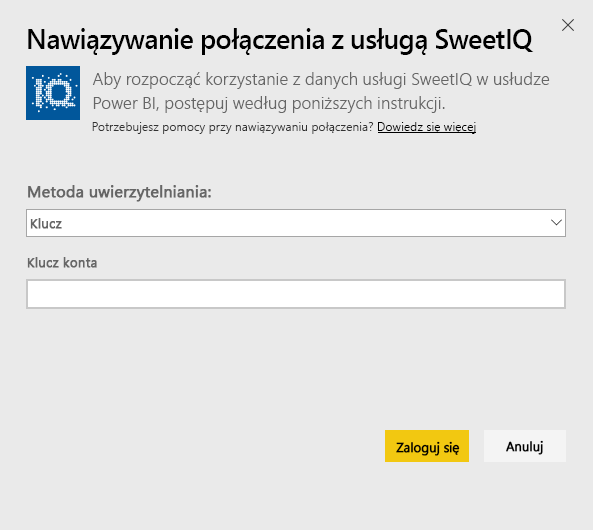 Nawiązywanie połączenia z usługą SweetIQ
IQ
Aby rozpocząć korzystanie z danych usługi SweetIQ w usłudze
Power BI, postępuj według poniższych instrukcji.
Potrzebujesz pomocy przy nawiązywaniu połączenia? Dowiedz się więcej
Metoda uwierzytelniania:
Klucz
Klucz konta
Zaloguj się
Anuluj